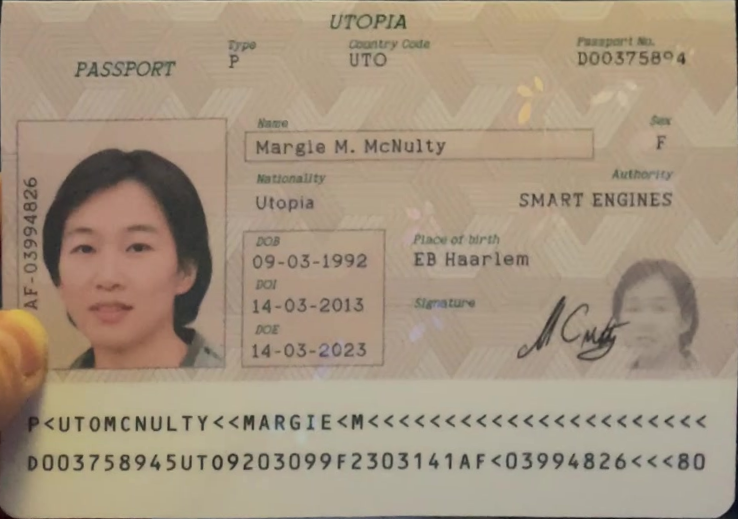 UTOPIA
PASSPORT
Type
P
Country Code
UTO
Passport No.
D00375894
Name
Margie M. McNulty
Sex
F
Nationality
Utopia
Authority
SMART ENGINES
AF-03994826
DOB
09-03-1992
Place of birth
EB Haarlem
DOI
14-03-2013
Signature
DOE
14-03-2023
P<UTOMCNULTY<<MARGIE<M<<<<<<<<<<<<<<<<<<<<<<
D003758945UTO9203099F2303141AF<03994826<<<80